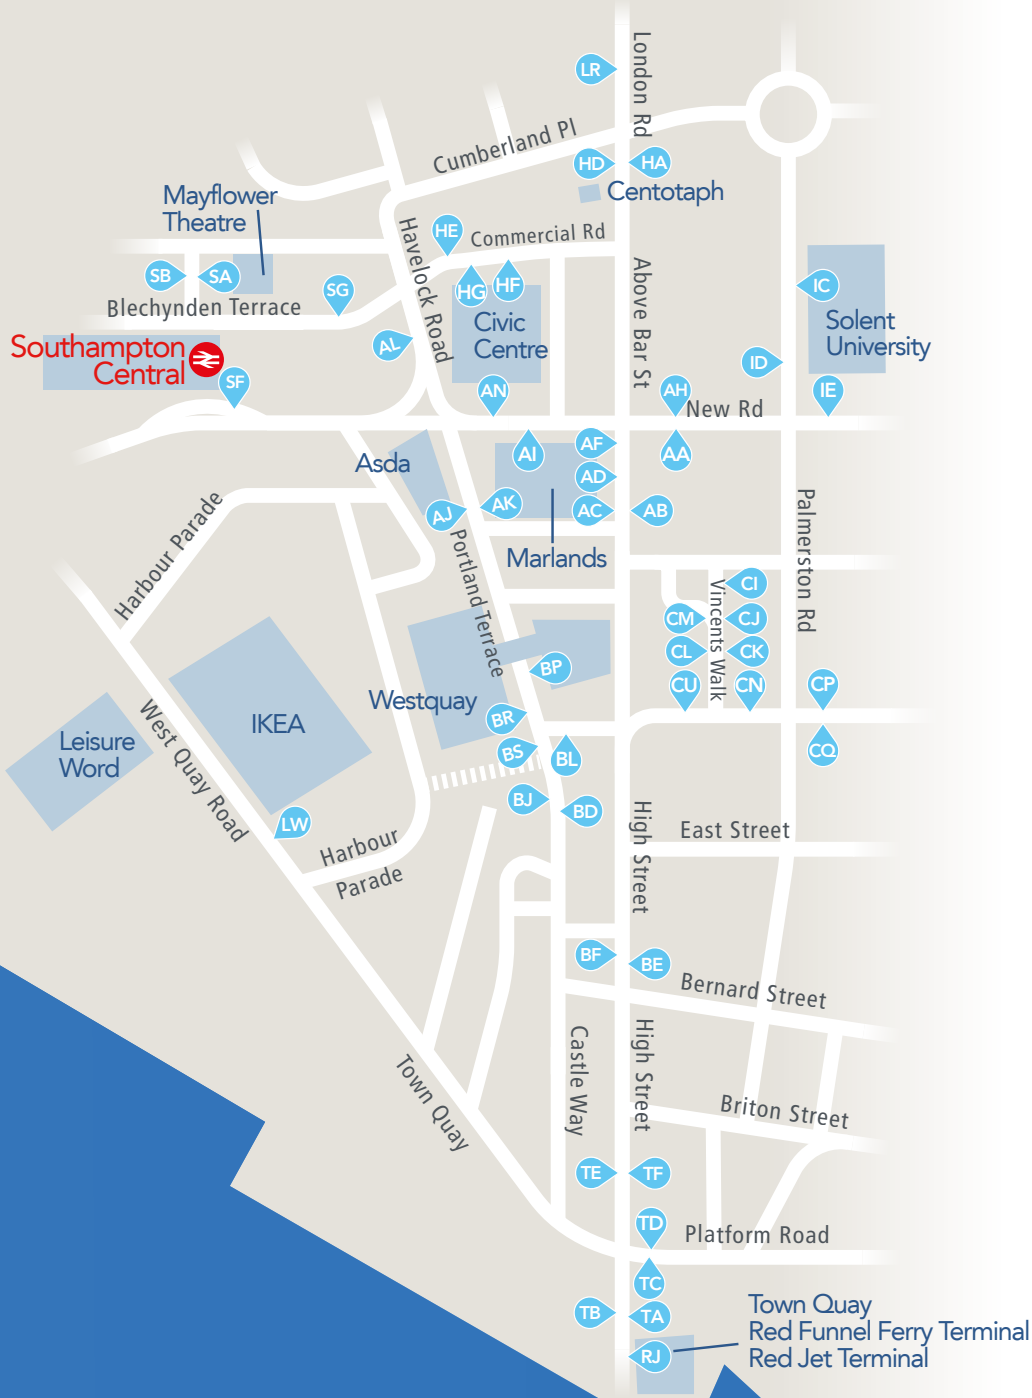 LR
London Rd
Cumberland Pl
HD
HA
Centotaph
Mayflower
Theatre
Havelock Road
HE
Commercial Rd
SB
SA
SG
HG
HF
Above Bar St
IC
Blechynden Terrace
Civic
Centre
Solent
University
Southampton
Central
AL
ID
SF
AN
AH
IE
New Rd
Asda
AI
AF
AA
AD
AJ
AK
AC
AB
Harbour Parade
Portland Terrace
Marlands
Palmerston Rd
Vincents Walk
CI
CM
CJ
CL
CK
BP
CU
CN
CP
Westquay
BR
IKEA
West Quay Road
Leisure
Word
BS
BL
CQ
BJ
BD
LW
High Street
East Street
Harbour
Parade
BF
BE
Bernard Street
Castle Way
High Street
Town Quay
Briton Street
TE
TF
TD
Platform Road
TC
TB
TA
Town Quay
Red Funnel Ferry Terminal
Red Jet Terminal
RJ